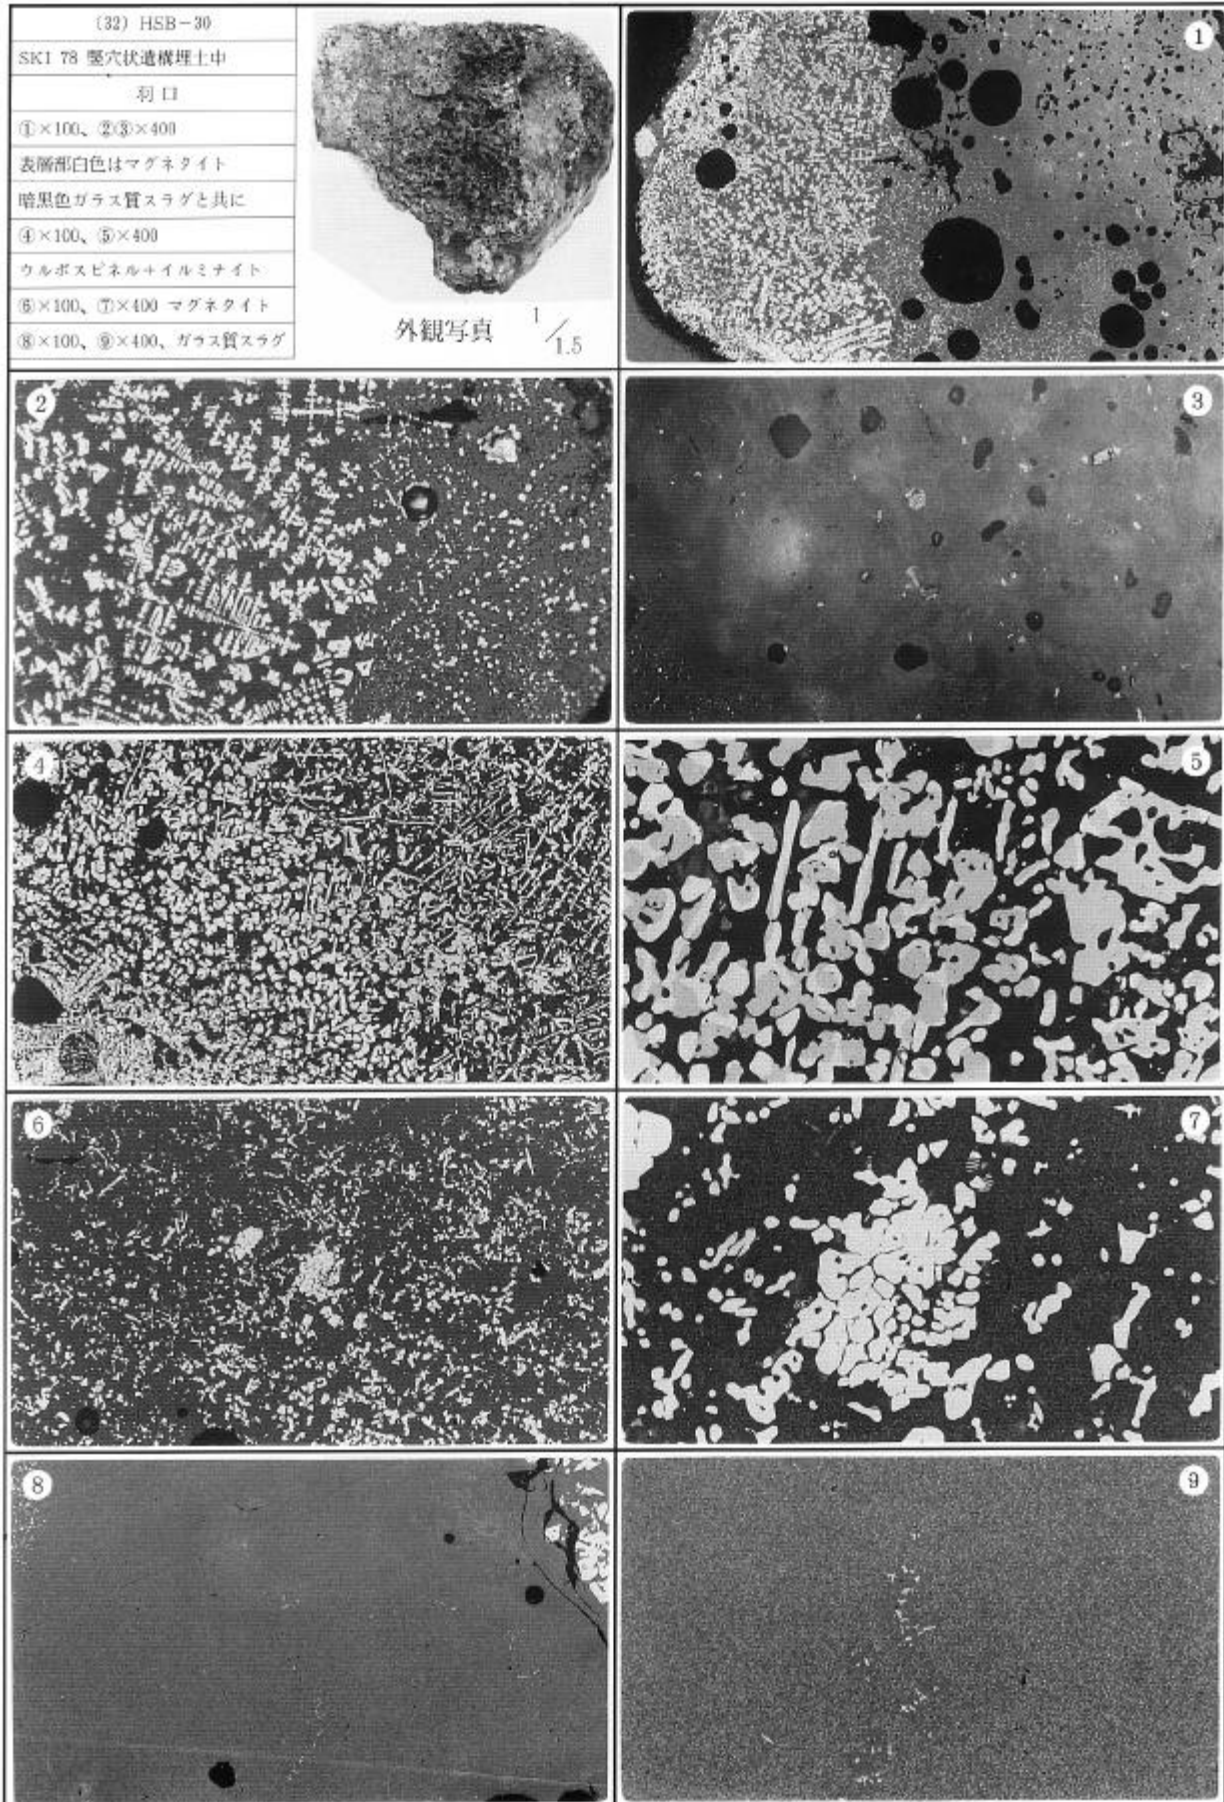 (32) HSB-30
SKI 78 竪穴状遺構埋土中
羽口
①×100、②③×400
表層部白色はマグネタイト
暗黒色ガラス質スラグと共に
④×100、⑤×400
ウルボスピネル+イルミナイト
⑥×100、⑦×400 マグネタイト
⑧×100、⑨×400、ガラス質スラグ
外観写真 1/1.5
①
②
③
④
⑤
⑥
⑦
⑧
⑨